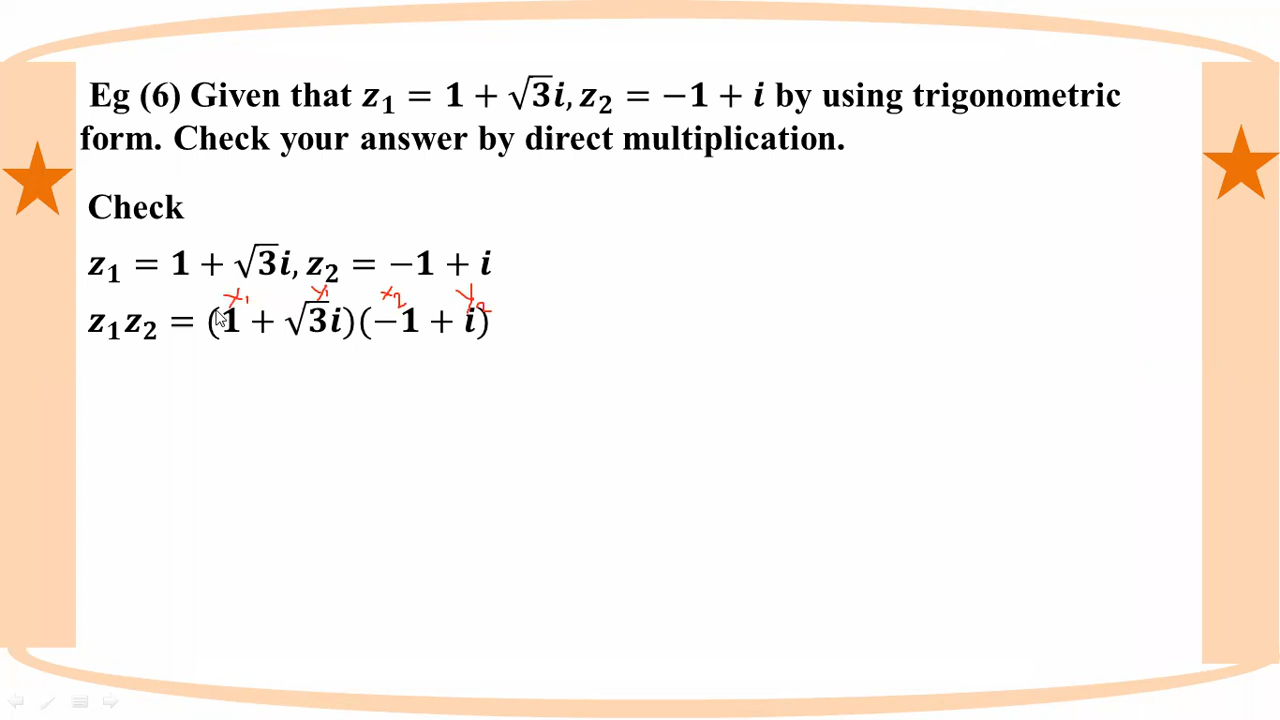 Eg (6) Given that z₁ = 1 + √3i, z₂ = −1 + i by using trigonometric
form. Check your answer by direct multiplication.
Check
z₁ = 1 + √3i, z₂ = −1 + i
x₁ y₁ x₂ y₂
z₁z₂ = (1 + √3i)(−1 + i)